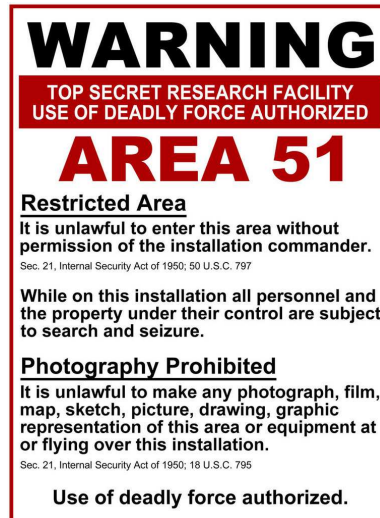 WARNING
TOP SECRET RESEARCH FACILITY
USE OF DEADLY FORCE AUTHORIZED
AREA 51
Restricted Area
It is unlawful to enter this area without
permission of the installation commander.
Sec. 21, Internal Security Act of 1950; 50 U.S.C. 797
While on this installation all personnel and
the property under their control are subject
to search and seizure.
Photography Prohibited
It is unlawful to make any photograph, film,
map, sketch, picture, drawing, graphic
representation of this area or equipment at
or flying over this installation.
Sec. 21, Internal Security Act of 1950; 18 U.S.C. 795
Use of deadly force authorized.